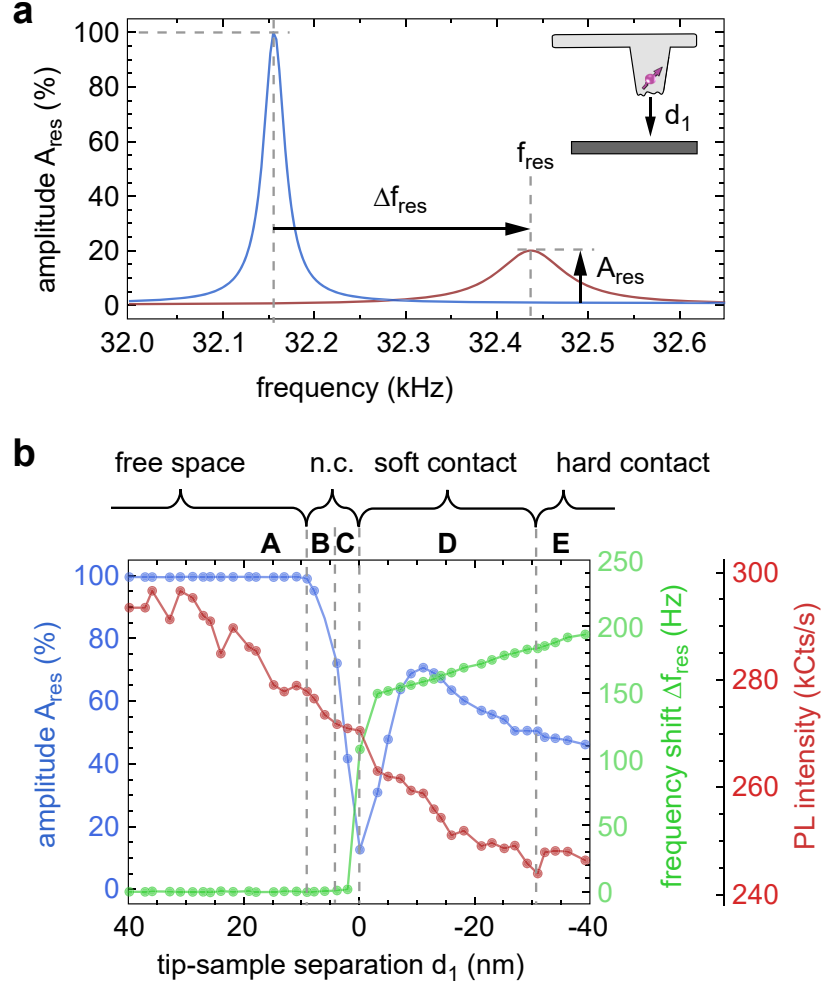 a
amplitude A_res (%)
100
80
60
40
20
0
d_1
f_res
Δf_res
A_res
32.0 32.1 32.2 32.3 32.4 32.5 32.6
frequency (kHz)
b
free space n.c. soft contact hard contact
A B C D E
amplitude A_res (%)
100
80
60
40
20
0
250
200
150
100
50
0
frequency shift Δf_res (Hz)
300
280
260
240
PL intensity (kCts/s)
40 20 0 -20 -40
tip-sample separation d_1 (nm)